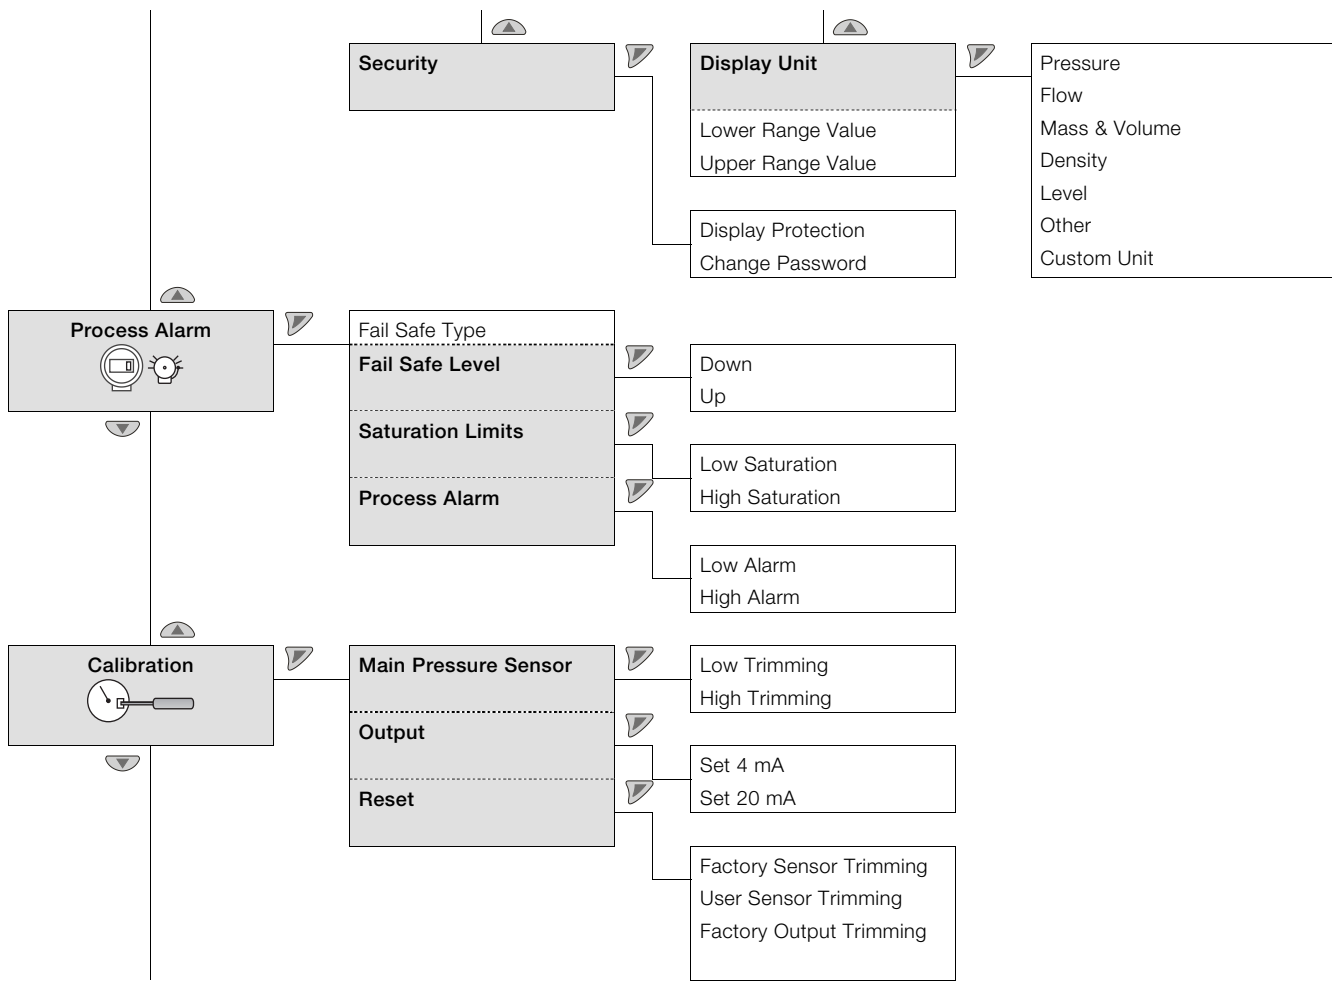 Security
Display Unit
Lower Range Value
Upper Range Value
Pressure
Flow
Mass & Volume
Density
Level
Other
Custom Unit
Display Protection
Change Password
Process Alarm
Fail Safe Type
Fail Safe Level
Saturation Limits
Process Alarm
Down
Up
Low Saturation
High Saturation
Low Alarm
High Alarm
Calibration
Main Pressure Sensor
Output
Reset
Low Trimming
High Trimming
Set 4 mA
Set 20 mA
Factory Sensor Trimming
User Sensor Trimming
Factory Output Trimming